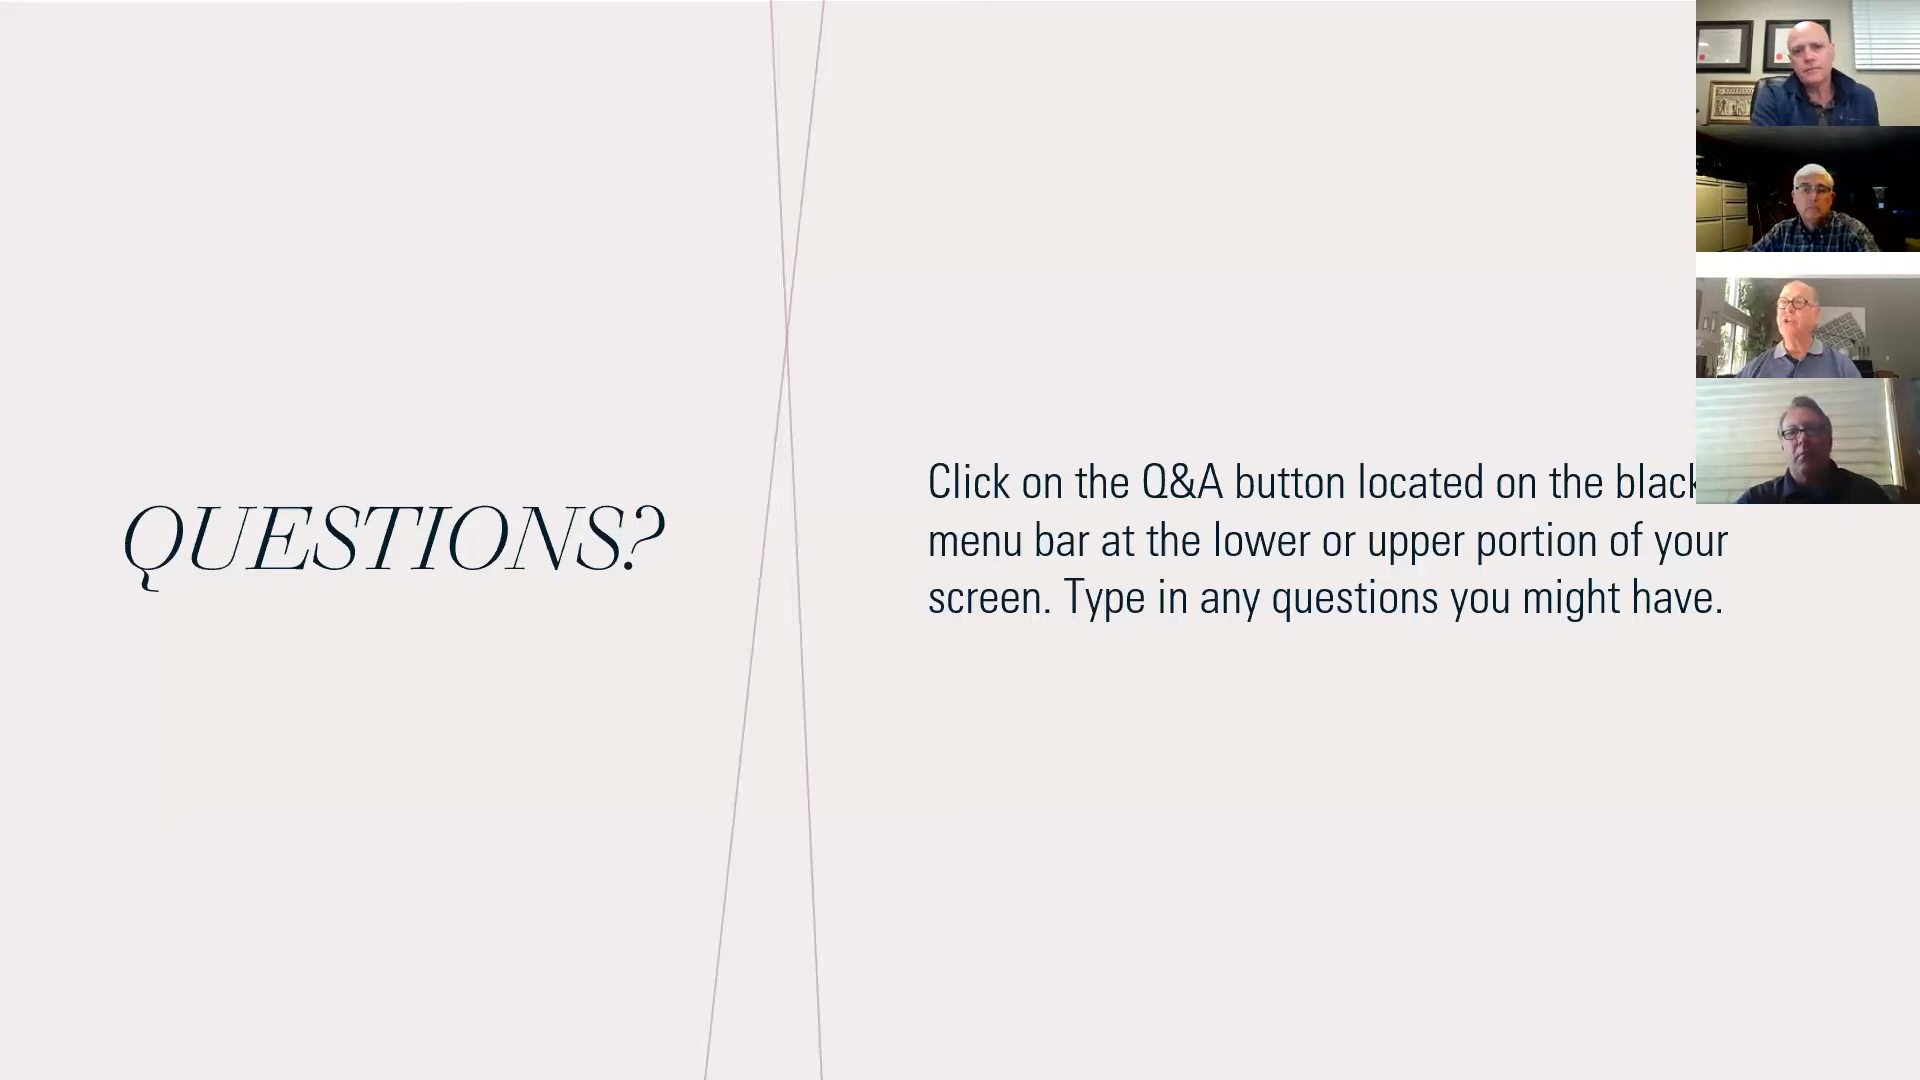 QUESTIONS?
Click on the Q&A button located on the black
menu bar at the lower or upper portion of your
screen. Type in any questions you might have.